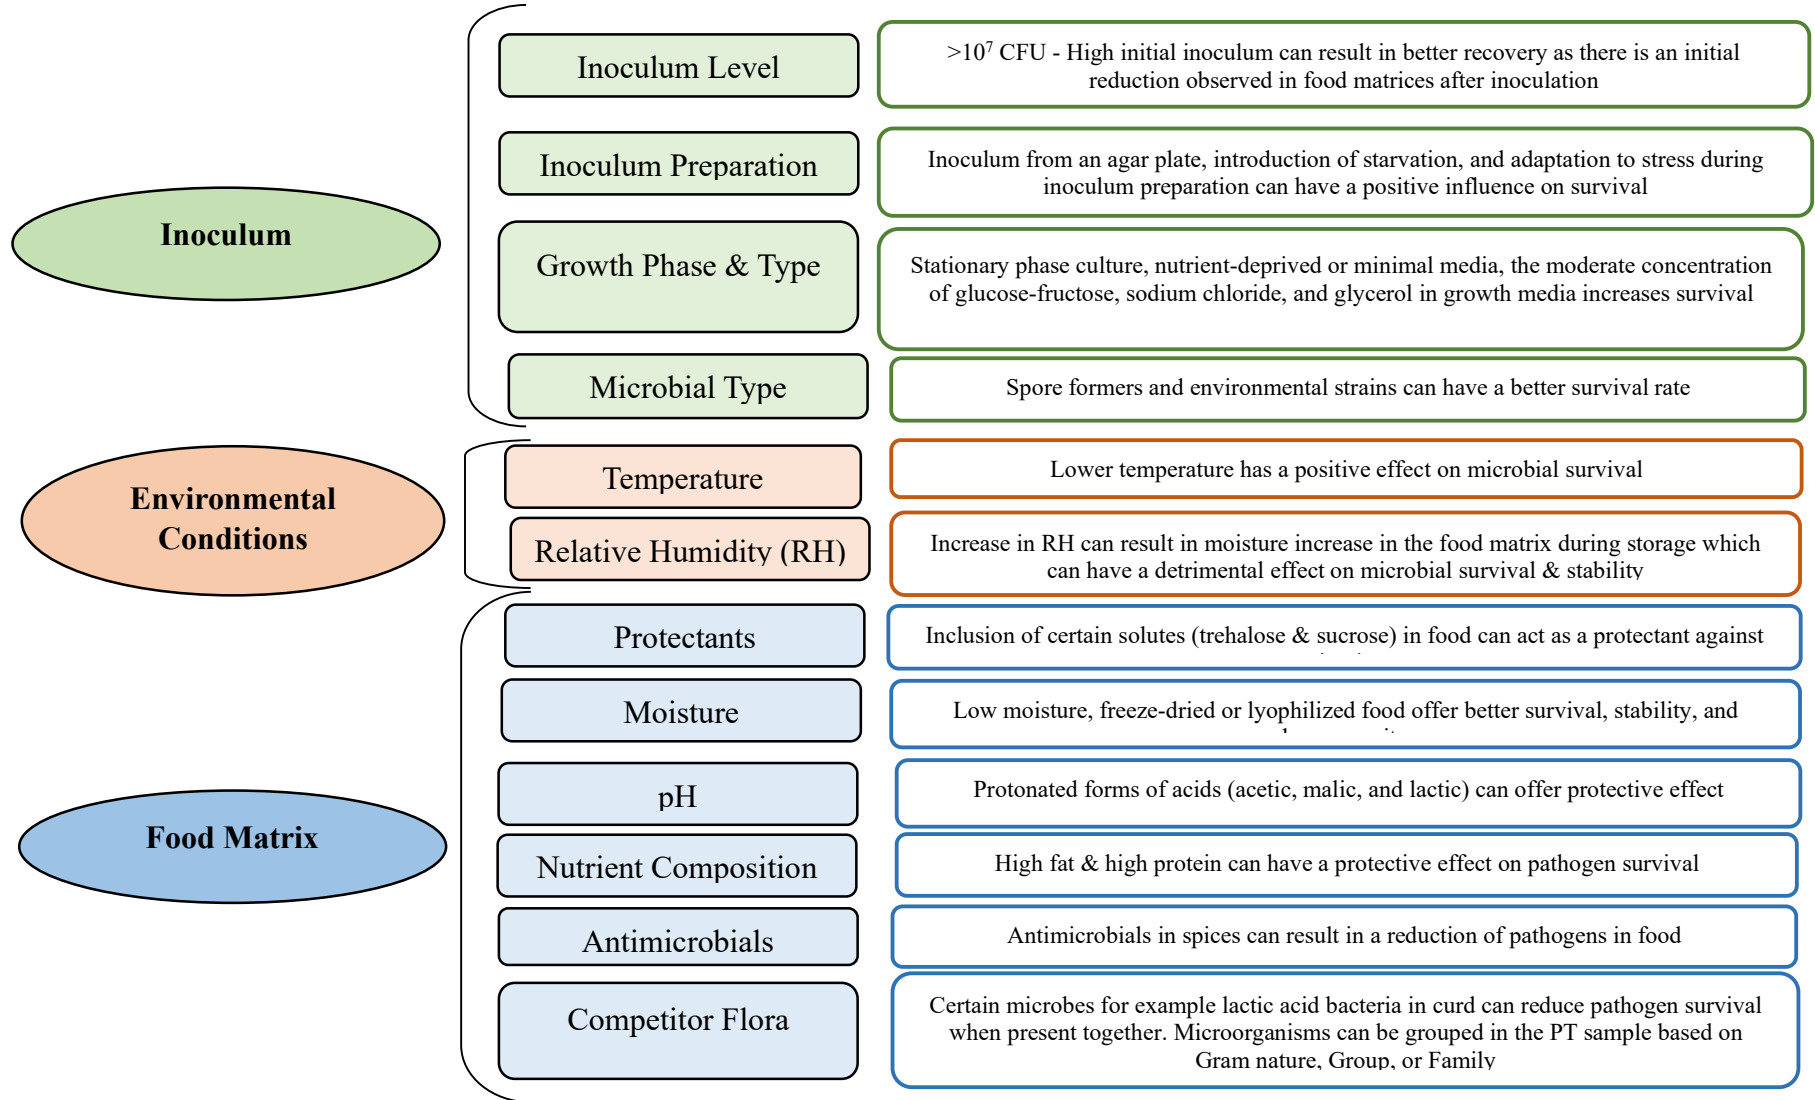 Inoculum
Inoculum Level
>10⁷ CFU - High initial inoculum can result in better recovery as there is an initial
reduction observed in food matrices after inoculation
Inoculum Preparation
Inoculum from an agar plate, introduction of starvation, and adaptation to stress during
inoculum preparation can have a positive influence on survival
Growth Phase & Type
Stationary phase culture, nutrient-deprived or minimal media, the moderate concentration
of glucose-fructose, sodium chloride, and glycerol in growth media increases survival
Microbial Type
Spore formers and environmental strains can have a better survival rate
Environmental
Conditions
Temperature
Lower temperature has a positive effect on microbial survival
Relative Humidity (RH)
Increase in RH can result in moisture increase in the food matrix during storage which
can have a detrimental effect on microbial survival & stability
Food Matrix
Protectants
Inclusion of certain solutes (trehalose & sucrose) in food can act as a protectant against
Moisture
Low moisture, freeze-dried or lyophilized food offer better survival, stability, and
pH
Protonated forms of acids (acetic, malic, and lactic) can offer protective effect
Nutrient Composition
High fat & high protein can have a protective effect on pathogen survival
Antimicrobials
Antimicrobials in spices can result in a reduction of pathogens in food
Competitor Flora
Certain microbes for example lactic acid bacteria in curd can reduce pathogen survival
when present together. Microorganisms can be grouped in the PT sample based on
Gram nature, Group, or Family